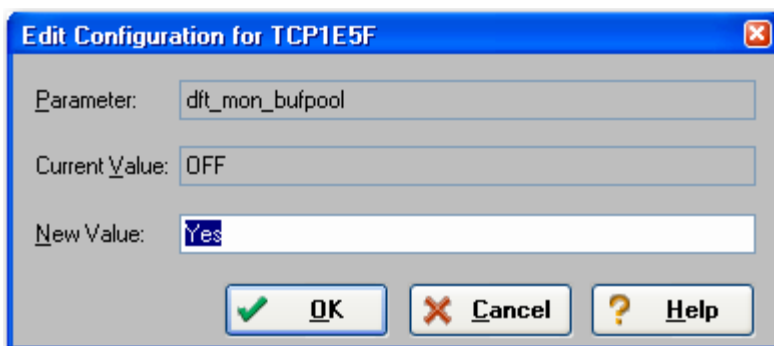 Edit Configuration for TCP1E5F
Parameter: dft_mon_bufpool
Current Value: OFF
New Value: Yes
OK Cancel Help